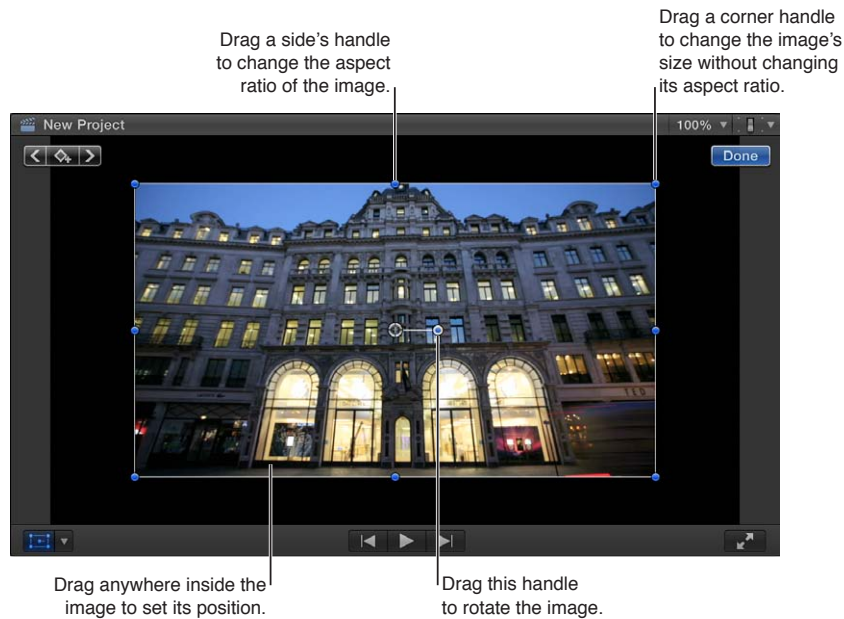 Drag a side's handle
to change the aspect
ratio of the image.
Drag a corner handle
to change the image's
size without changing
its aspect ratio.
New Project
100%
Done
TED
Drag anywhere inside the
image to set its position.
Drag this handle
to rotate the image.